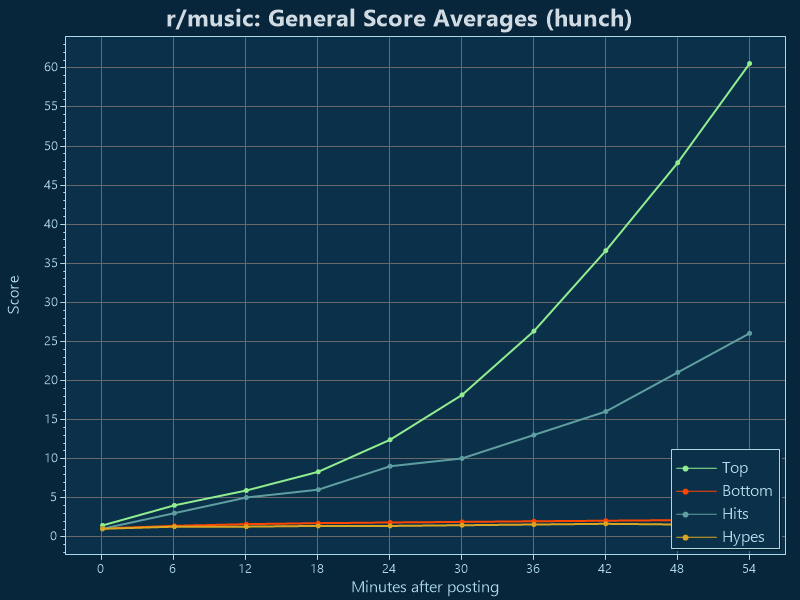 r/music: General Score Averages (hunch)
60
55
50
45
40
35
30
25
20
15
10
5
0
Score
Top
Bottom
Hits
Hypes
0 6 12 18 24 30 36 42 48 54
Minutes after posting